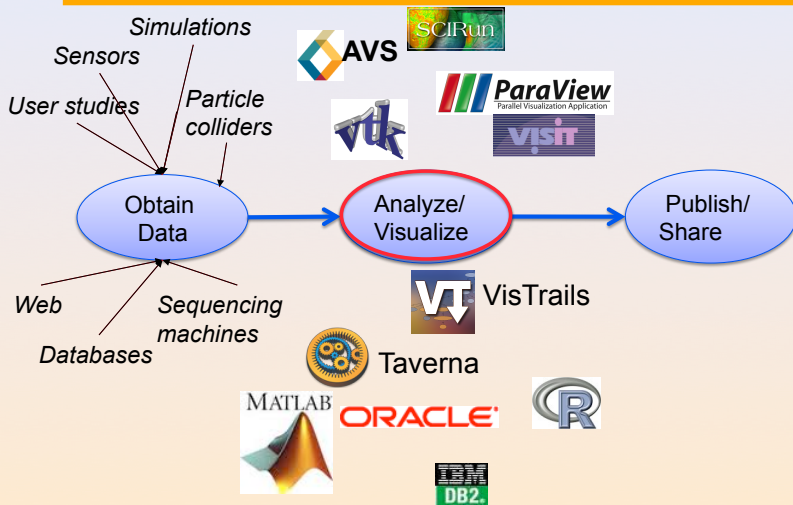 Simulations
Sensors
User studies
Particle
colliders
AVS
SCIRun
ParaView
Parallel Visualization Application
vtk
VISIT
Obtain
Data
Analyze/
Visualize
Publish/
Share
VT
VisTrails
Web
Sequencing
machines
Databases
Taverna
MATLAB
ORACLE
R
IBM
DB2.